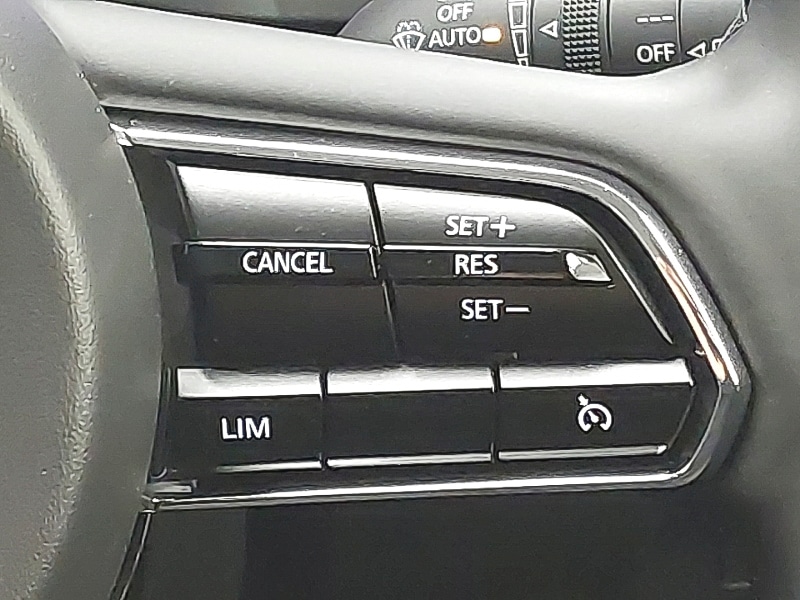 OFF
AUTO
---
OFF
SET+
CANCEL RES
SET−
LIM